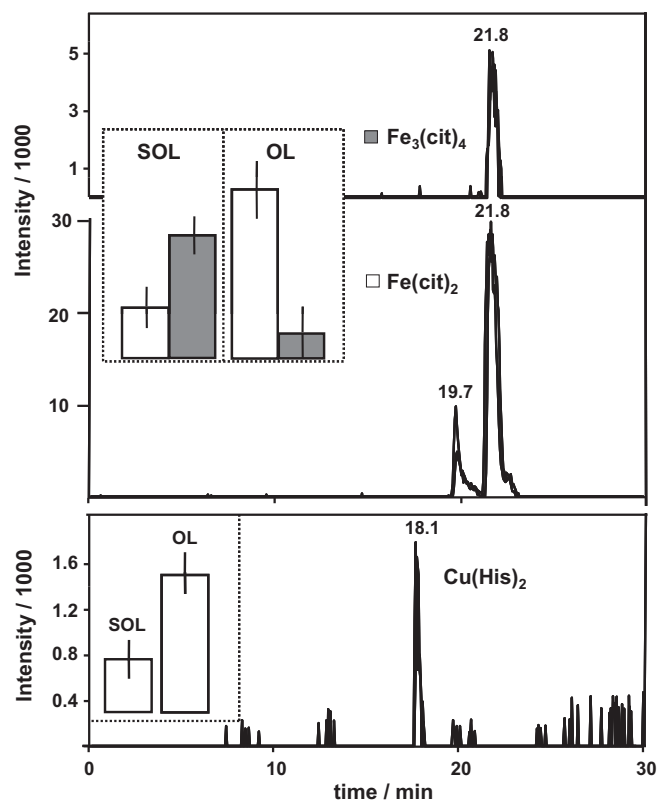 21.8
5
3
1
SOL
OL
Fe₃(cit)₄
Intensity / 1000
21.8
30
Fe(cit)₂
20
19.7
10
18.1
OL
1.6
Cu(His)₂
1.2
SOL
0.8
0.4
Intensity / 1000
0
10
20
30
time / min